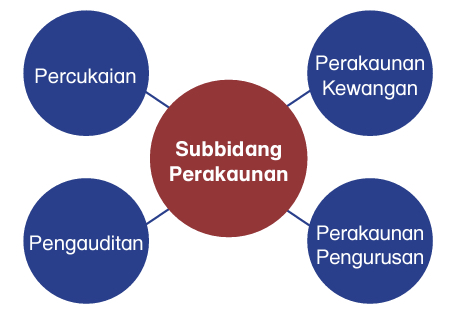 Percukaian
Perakaunan
Kewangan
Subbidang
Perakaunan
Pengauditan
Perakaunan
Pengurusan